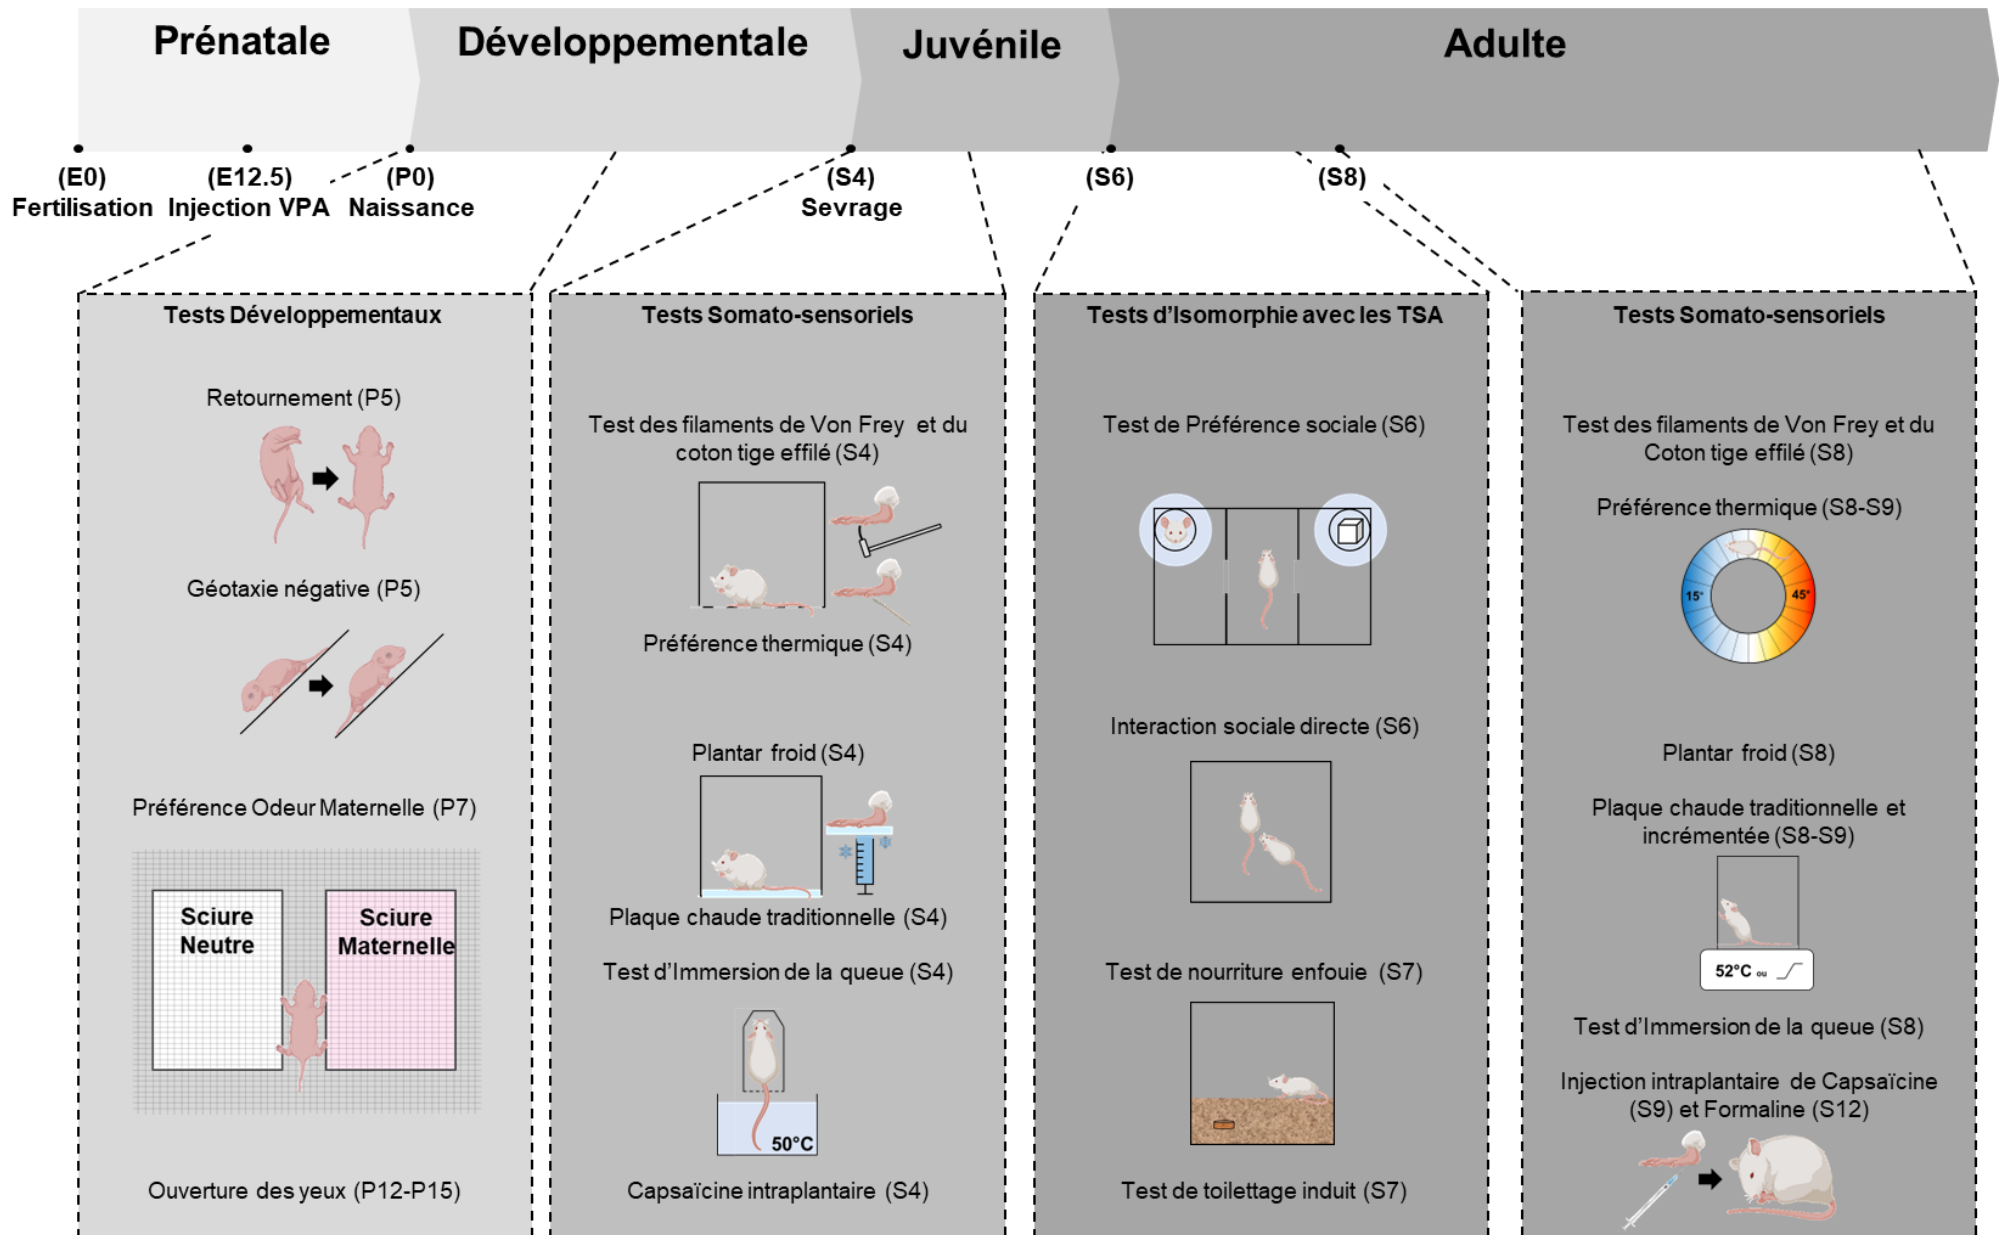 Prénatale
Développementale
Juvénile
Adulte
(E0)
Fertilisation
(E12.5)
Injection VPA
(P0)
Naissance
(S4)
Sevrage
(S6)
(S8)
Tests Développementaux
Retournement (P5)
Géotaxie négative (P5)
Préférence Odeur Maternelle (P7)
Sciure
Neutre
Sciure
Maternelle
Ouverture des yeux (P12-P15)
Tests Somato-sensoriels
Test des filaments de Von Frey et du
coton tige effilé (S4)
Préférence thermique (S4)
Plantar froid (S4)
Plaque chaude traditionnelle (S4)
Test d'Immersion de la queue (S4)
50°C
Capsaïcine intraplantaire (S4)
Tests d'Isomorphie avec les TSA
Test de Préférence sociale (S6)
Interaction sociale directe (S6)
Test de nourriture enfouie (S7)
Test de toilettage induit (S7)
Tests Somato-sensoriels
Test des filaments de Von Frey et du
Coton tige effilé (S8)
Préférence thermique (S8-S9)
15°
45°
Plantar froid (S8)
Plaque chaude traditionnelle et
incrémentée (S8-S9)
52°C ou
Test d'Immersion de la queue (S8)
Injection intraplantaire de Capsaïcine
(S9) et Formaline (S12)